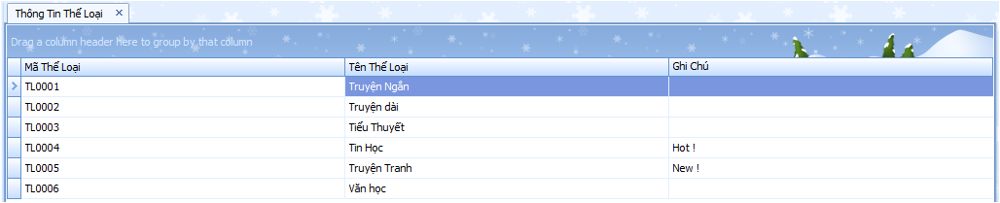 Thông Tin Thể Loại
Drag a column header here to group by that column
Mã Thể Loại Tên Thể Loại Ghi Chú
TL0001 Truyện Ngắn
TL0002 Truyện dài
TL0003 Tiểu Thuyết
TL0004 Tin Học Hot !
TL0005 Truyện Tranh New !
TL0006 Văn học